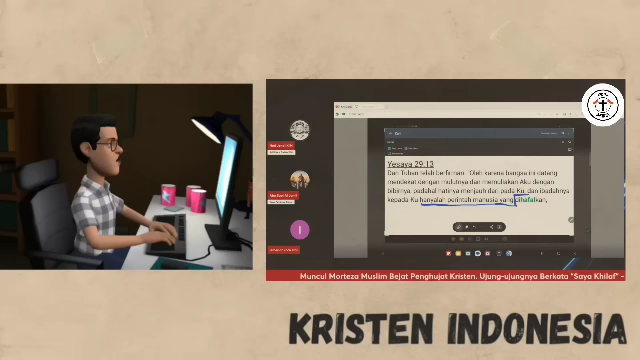 Yesaya 29:13
Dan Tuhan telah berfirman: "Oleh karena bangsa ini datang
mendekat dengan mulutnya dan memuliakan Aku dengan
bibirnya, padahal hatinya menjauh dari pada-Ku, dan ibadahnya
kepada-Ku hanyalah perintah manusia yang dihafalkan,
Muncul Morteza Muslim Bejat Penghujat Kristen. Ujung-ujungnya Berkata "Saya Khilaf" –
KRISTEN INDONESIA